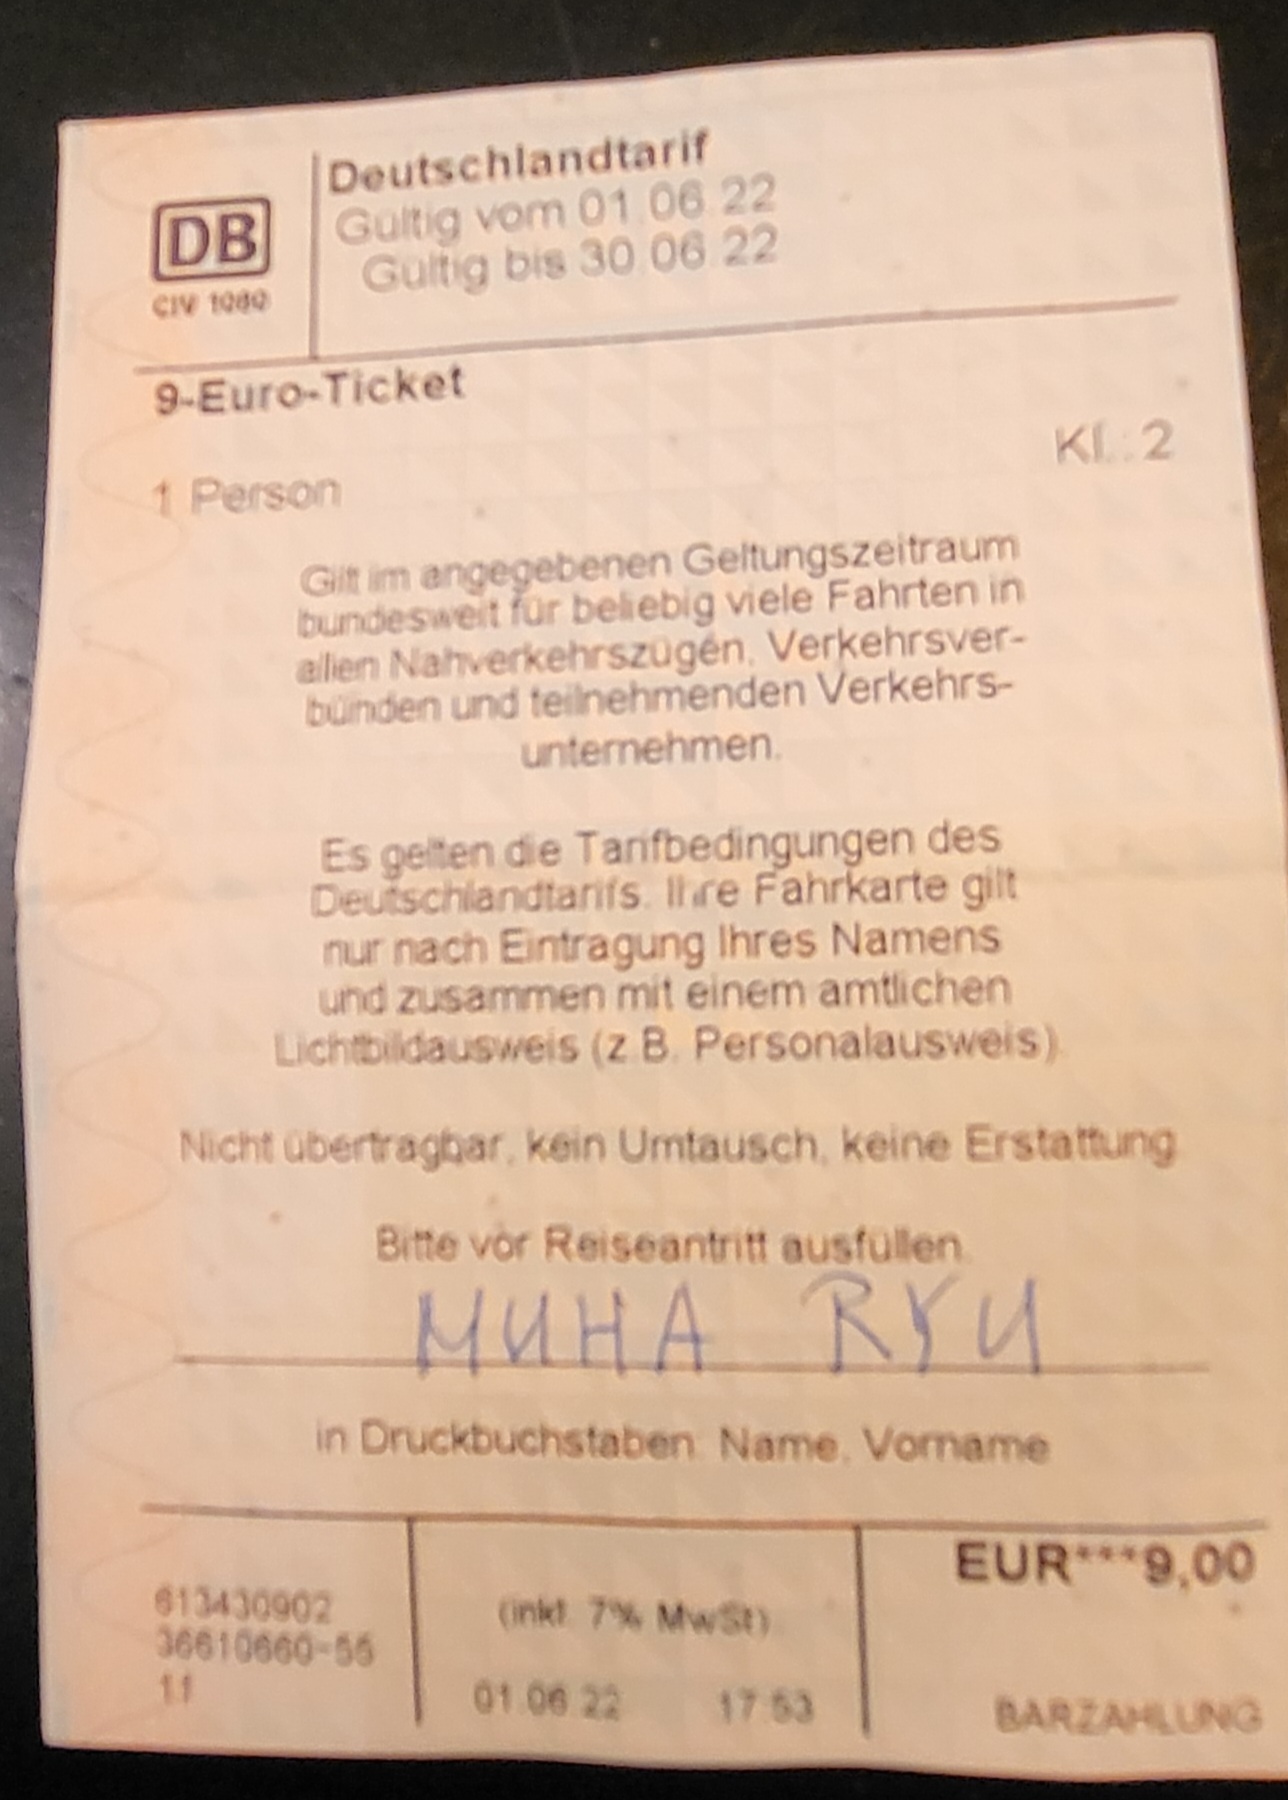 Deutschlandtarif
DB
Gültig vom 01.06.22
Gültig bis 30.06.22
CIV 1080
9-Euro-Ticket
Kl.: 2
1 Person
Gilt im angegebenen Geltungszeitraum
bundesweit für beliebig viele Fahrten in
allen Nahverkehrszügen, Verkehrsver-
bünden und teilnehmenden Verkehrs-
unternehmen.
Es gelten die Tarifbedingungen des
Deutschlandtarifs. Ihre Fahrkarte gilt
nur nach Eintragung Ihres Namens
und zusammen mit einem amtlichen
Lichtbildausweis (z.B. Personalausweis).
Nicht übertragbar, kein Umtausch, keine Erstattung
Bitte vor Reiseantritt ausfüllen.
MUHA RYU
in Druckbuchstaben: Name, Vorname
EUR***9,00
613430902
(inkl. 7% MwSt)
36610660-55
11
01.06.22 17:53
BARZAHLUNG